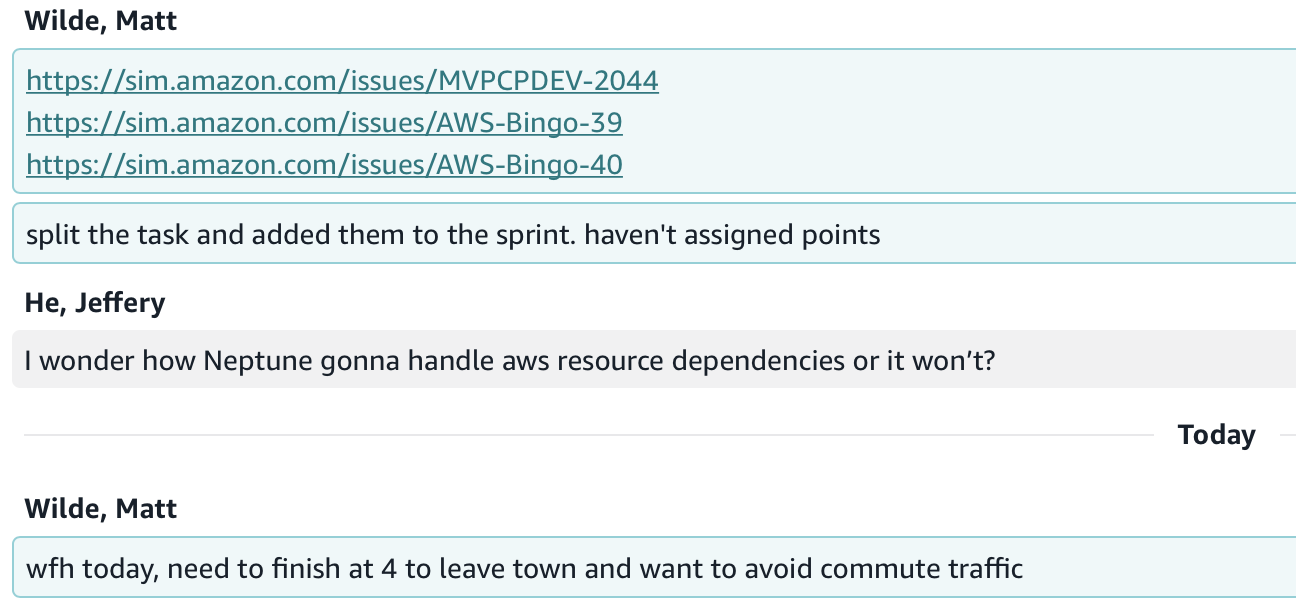 Wilde, Matt
https://sim.amazon.com/issues/MVPCPDEV-2044
https://sim.amazon.com/issues/AWS-Bingo-39
https://sim.amazon.com/issues/AWS-Bingo-40
split the task and added them to the sprint. haven't assigned points
He, Jeffery
I wonder how Neptune gonna handle aws resource dependencies or it won’t?
Today
Wilde, Matt
wfh today, need to finish at 4 to leave town and want to avoid commute traffic